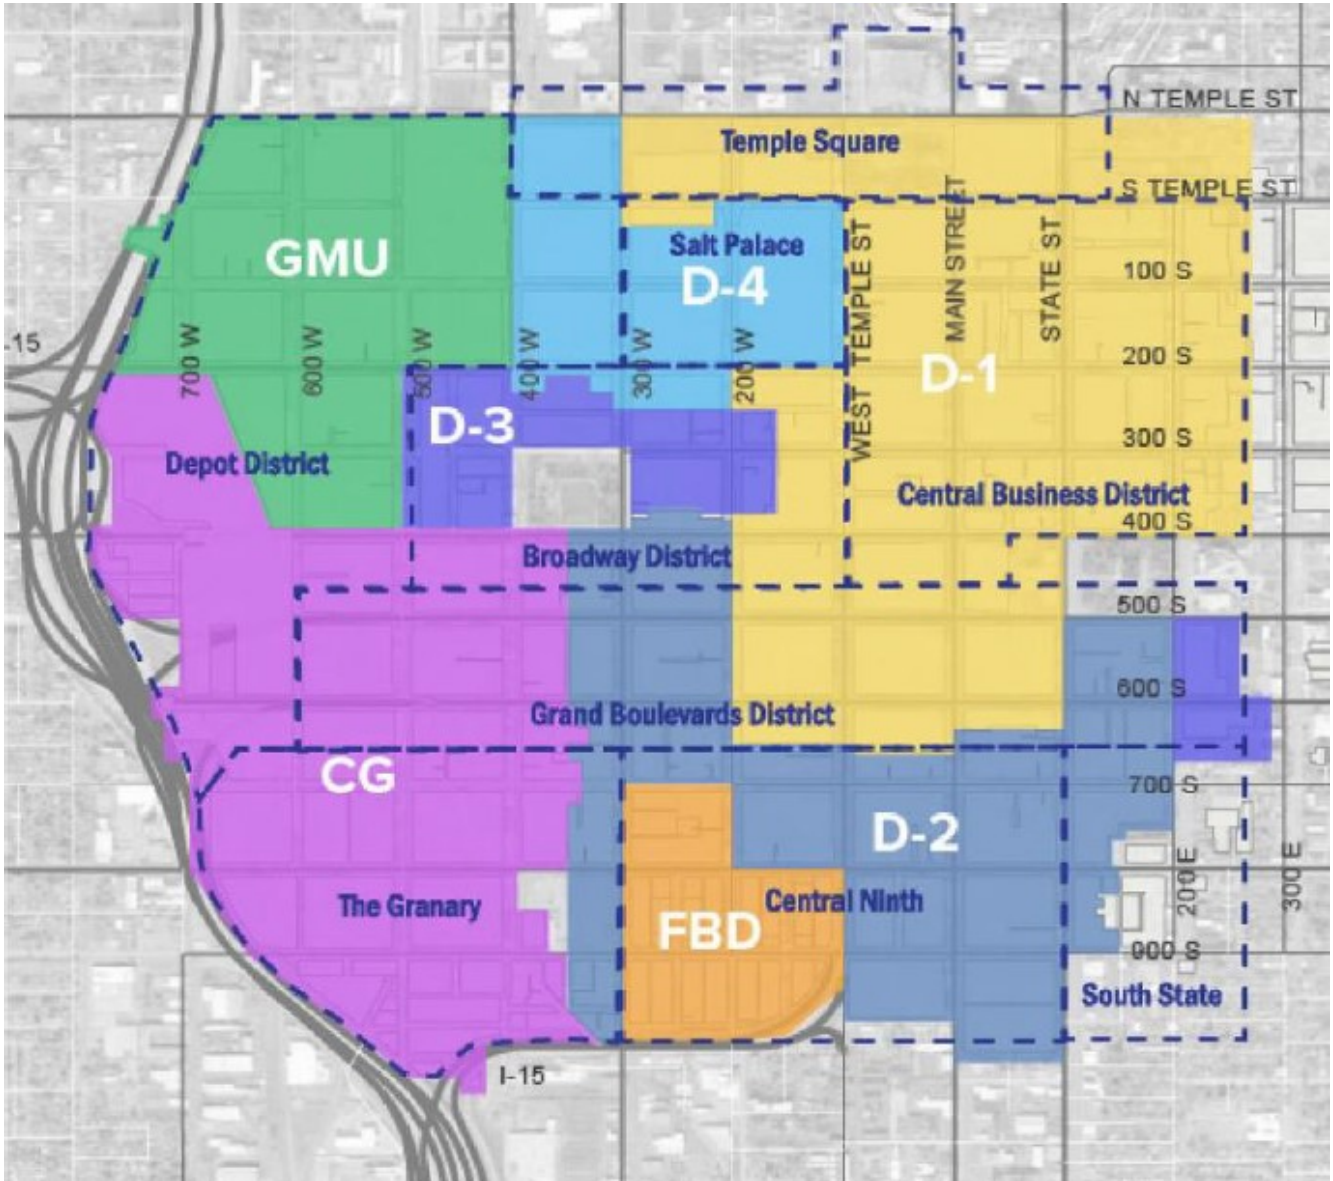 N TEMPLE ST
Temple Square
S TEMPLE ST
GMU
Salt Palace
D-4
100 S
WEST TEMPLE ST
MAIN STREET
STATE ST
-15
700 W
600 W
500 W
400 W
300 W
200 W
200 S
D-1
D-3
300 S
Depot District
Central Business District
400 S
Broadway District
500 S
600 S
Grand Boulevards District
CG
700 S
D-2
The Granary
FBD
Central Ninth
200 E
300 E
900 S
South State
I-15